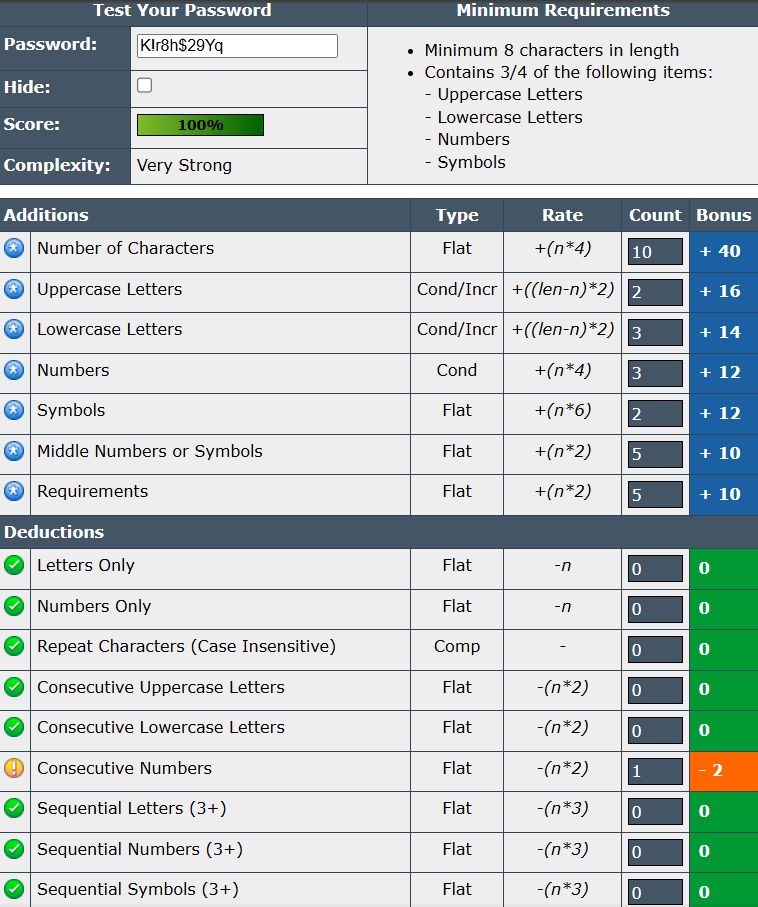 Test Your Password
Minimum Requirements
Password:
K|r8h$29Yq
Hide:
Score:
100%
Complexity:
Very Strong
• Minimum 8 characters in length
• Contains 3/4 of the following items:
- Uppercase Letters
- Lowercase Letters
- Numbers
- Symbols
Additions Type Rate Count Bonus
Number of Characters Flat +(n*4) 10 + 40
Uppercase Letters Cond/Incr +((len-n)*2) 2 + 16
Lowercase Letters Cond/Incr +((len-n)*2) 3 + 14
Numbers Cond +(n*4) 3 + 12
Symbols Flat +(n*6) 2 + 12
Middle Numbers or Symbols Flat +(n*2) 5 + 10
Requirements Flat +(n*2) 5 + 10
Deductions
Letters Only Flat -n 0 0
Numbers Only Flat -n 0 0
Repeat Characters (Case Insensitive) Comp - 0 0
Consecutive Uppercase Letters Flat -(n*2) 0 0
Consecutive Lowercase Letters Flat -(n*2) 0 0
Consecutive Numbers Flat -(n*2) 1 - 2
Sequential Letters (3+) Flat -(n*3) 0 0
Sequential Numbers (3+) Flat -(n*3) 0 0
Sequential Symbols (3+) Flat -(n*3) 0 0